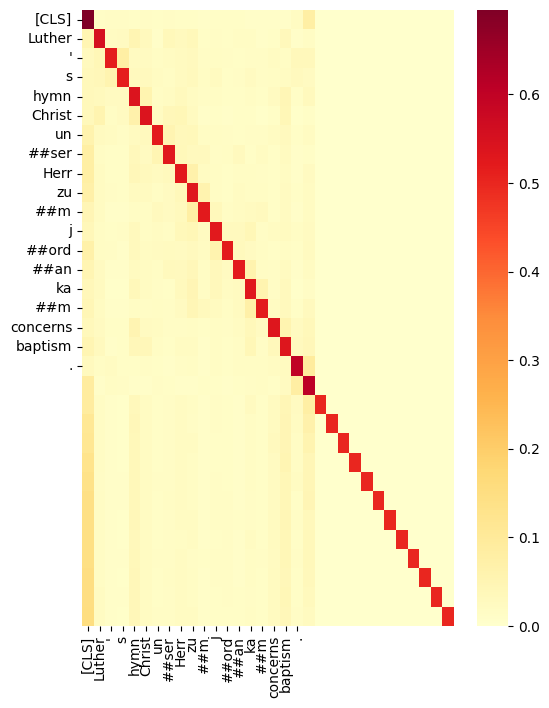 [CLS]
Luther
'
s
hymn
Christ
un
##ser
Herr
zu
##m
j
##ord
##an
ka
##m
concerns
baptism
.
0.6
0.5
0.4
0.3
0.2
0.1
0.0
[CLS]
Luther
'
s
hymn
Christ
un
##ser
Herr
zu
##m
j
##ord
##an
ka
##m
concerns
baptism
.